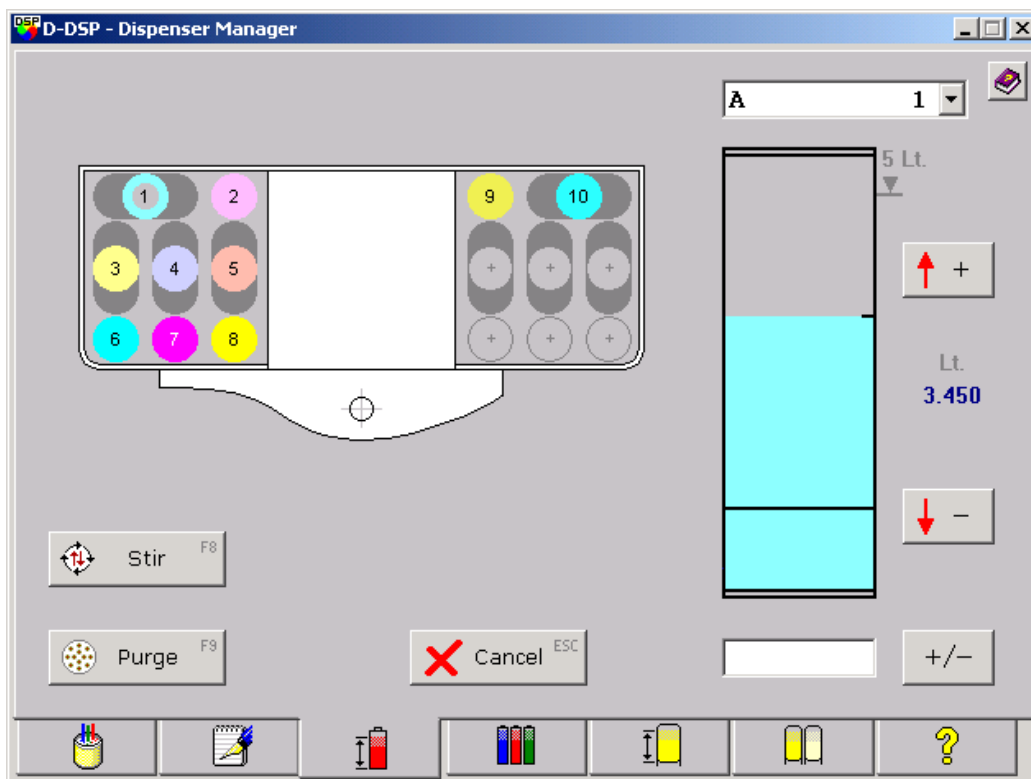 DSP D-DSP - Dispenser Manager
A 1
5 Lt.
1 2 9 10
3 4 5
6 7 8
+
Lt.
3.450
−
Stir F8
Purge F9
Cancel ESC
+/−
?